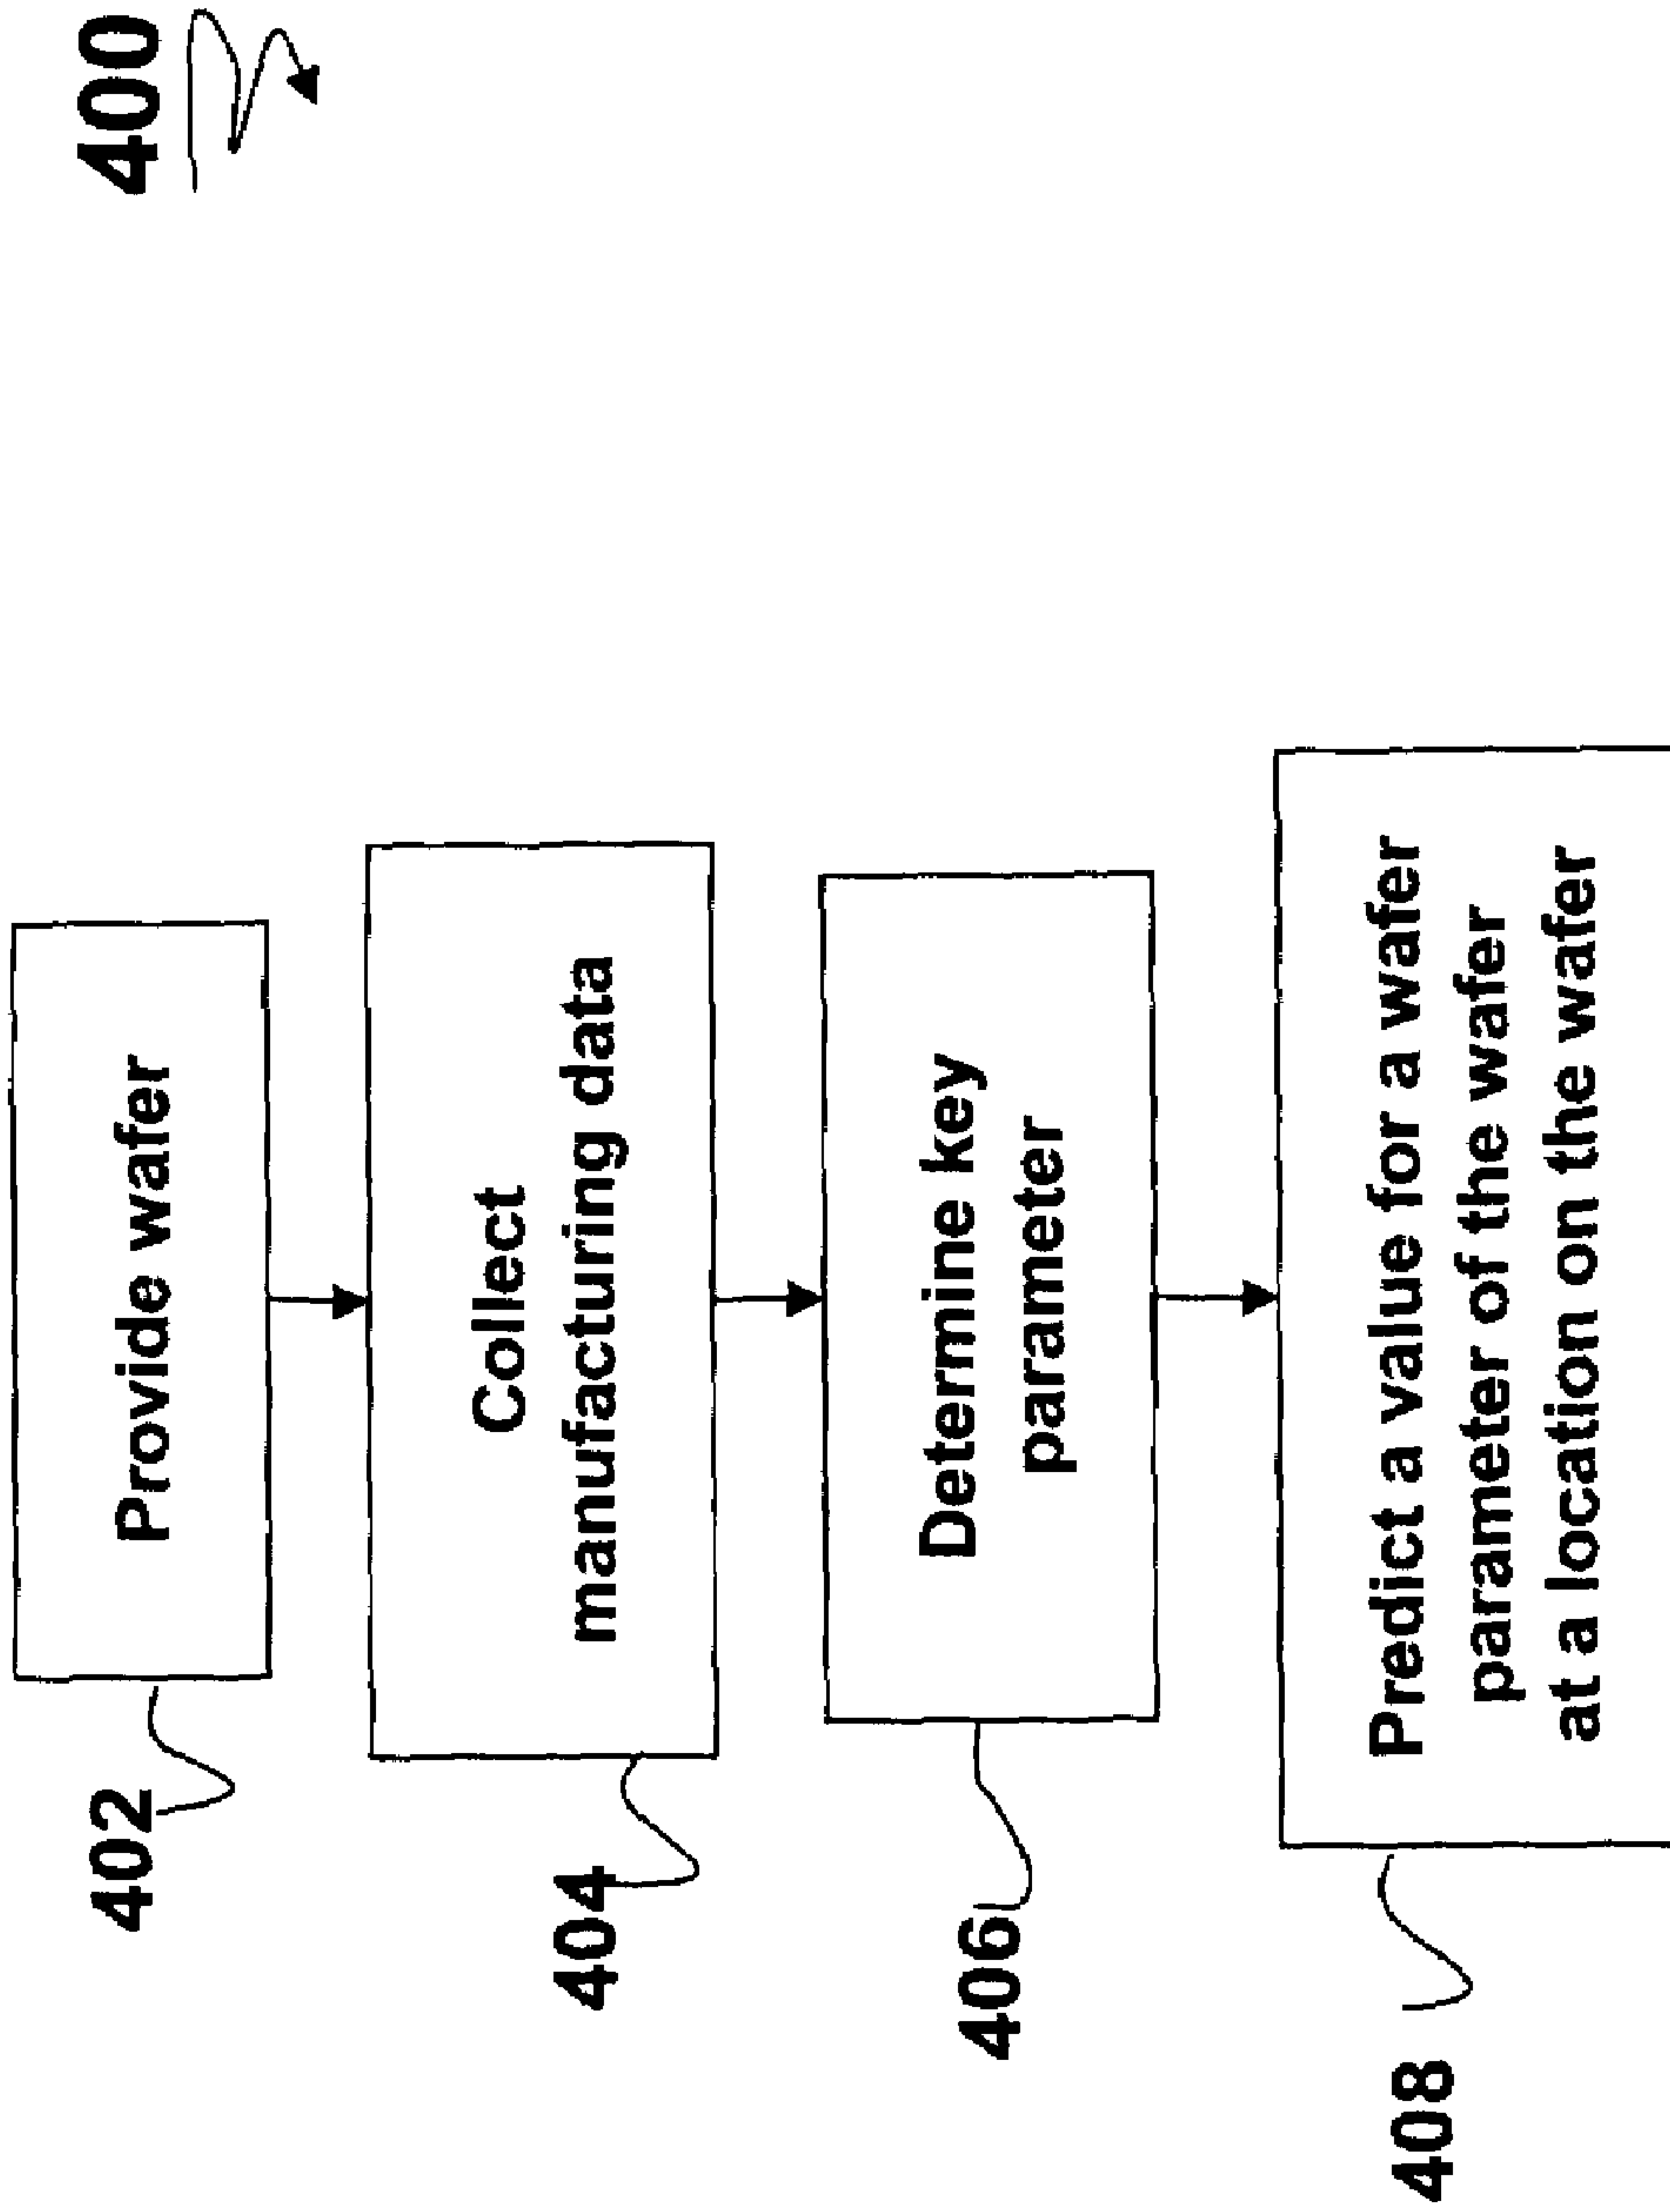 400
402
Provide wafer
404
Collect
manufacturing data
406
Determine key
parameter
408
Predict a value for a wafer
parameter of the wafer
at a location on the wafer